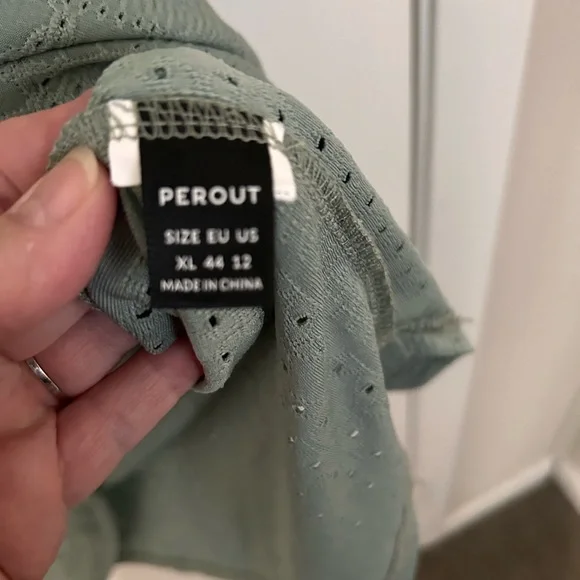 PEROUT
SIZE EU US
XL 44 12
MADE IN CHINA